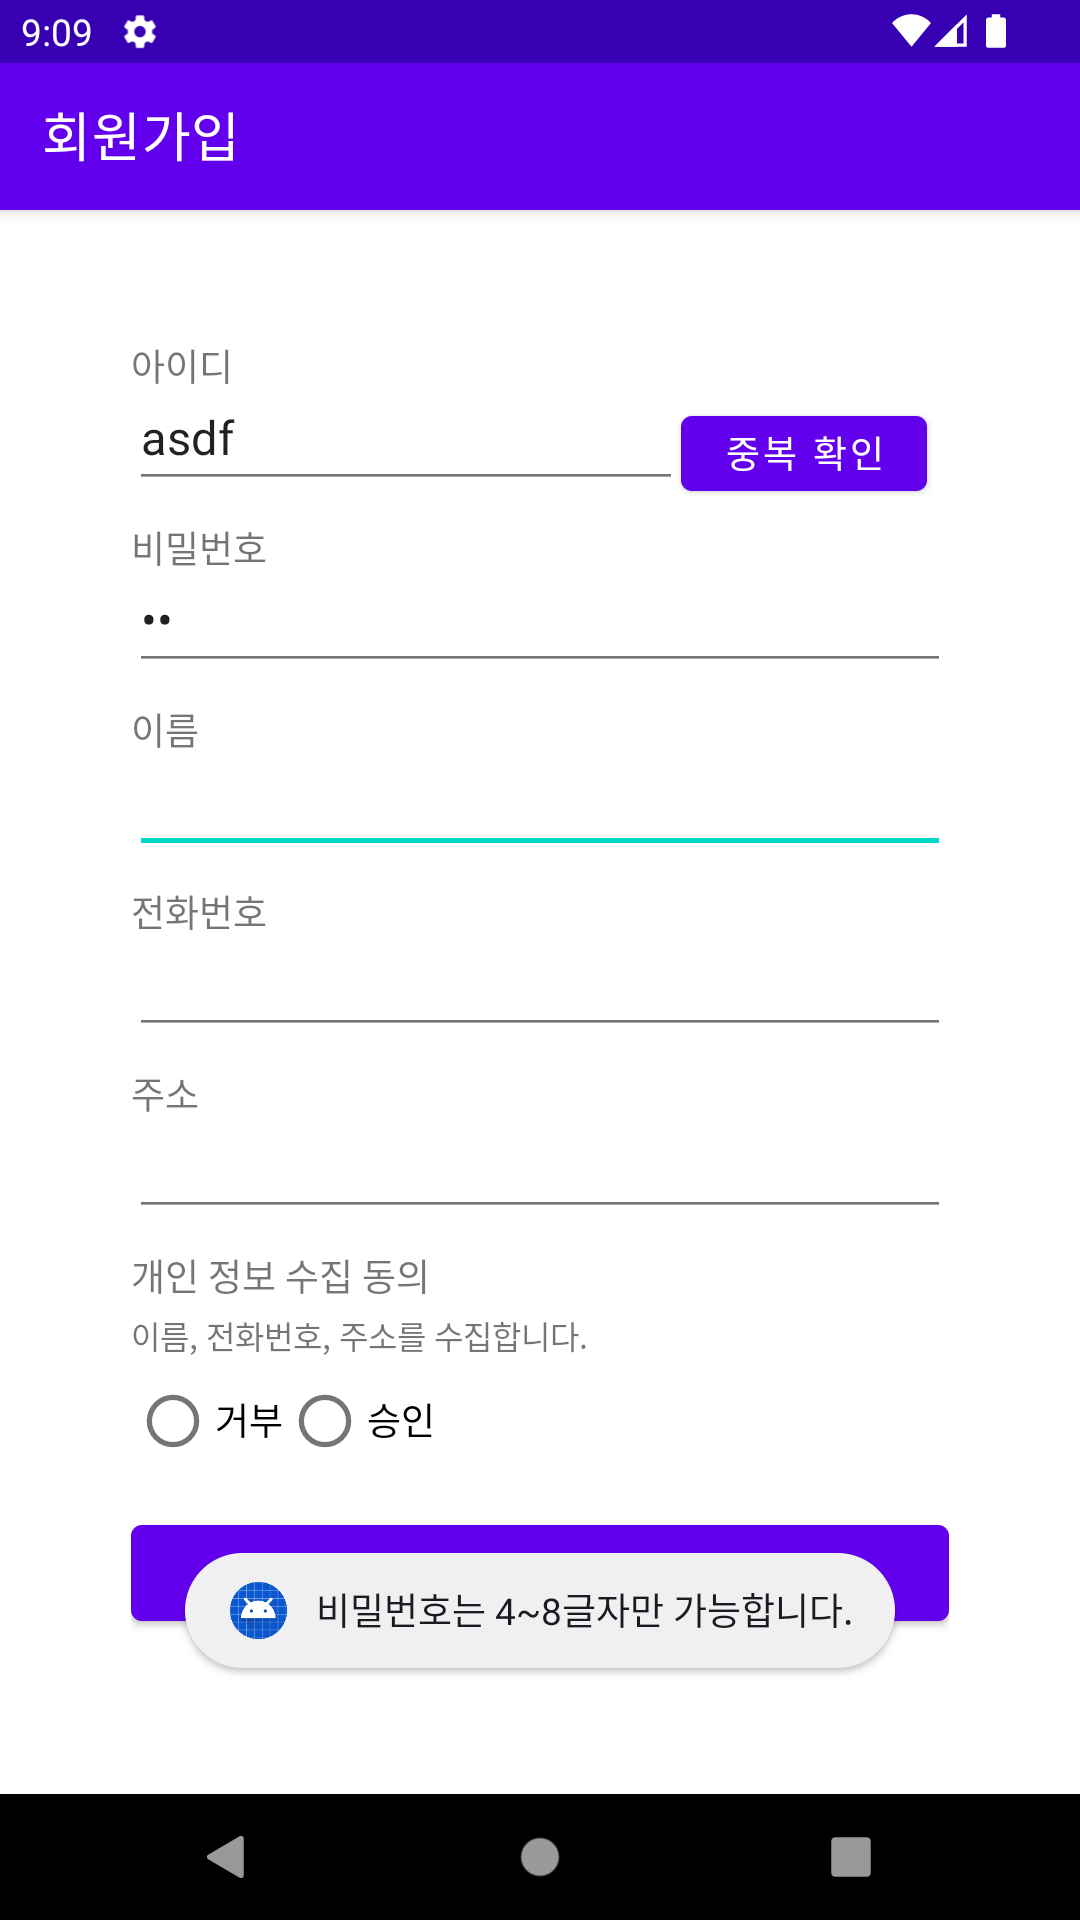 9:09
회원가입
아이디
asdf
중복 확인
비밀번호
••
이름
전화번호
주소
개인 정보 수집 동의
이름, 전화번호, 주소를 수집합니다.
거부 승인
비밀번호는 4~8글자만 가능합니다.